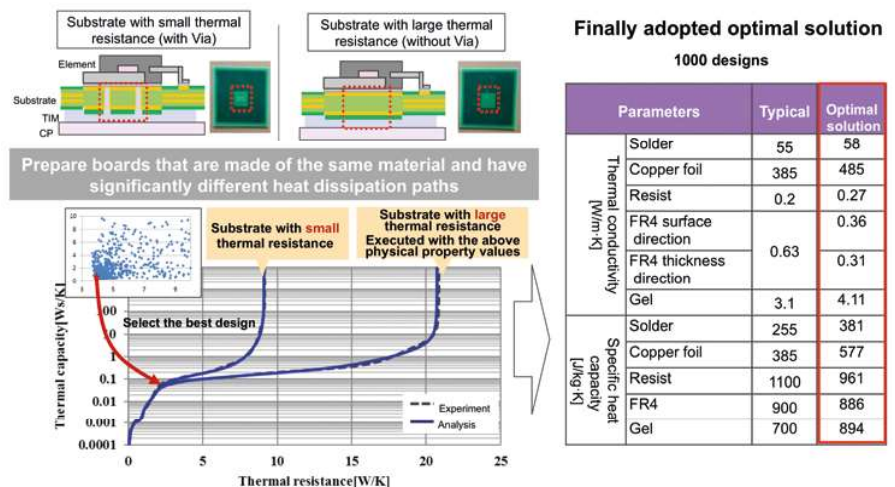 Substrate with small thermal
resistance (with Via)
Substrate with large thermal
resistance (without Via)
Element
Substrate
TIM
CP
Prepare boards that are made of the same material and have
significantly different heat dissipation paths
Substrate with small
thermal resistance
Substrate with large
thermal resistance
Executed with the above
physical property values
10
8
6
4
2
0
Select the best design
Thermal capacity[Ws/K]
100
10
1
0.1
0.01
0.001
0.0001
0
5
10
15
20
25
Thermal resistance[W/K]
Experiment
Analysis
Finally adopted optimal solution
1000 designs
Parameters Typical Optimal
solution
Thermal conductivity
[W/m·K]
Solder 55 58
Copper foil 385 485
Resist 0.2 0.27
FR4 surface
direction 0.63 0.36
FR4 thickness
direction 0.31
Gel 3.1 4.11
Specific heat
capacity
[J/kg·K]
Solder 255 381
Copper foil 385 577
Resist 1100 961
FR4 900 886
Gel 700 894